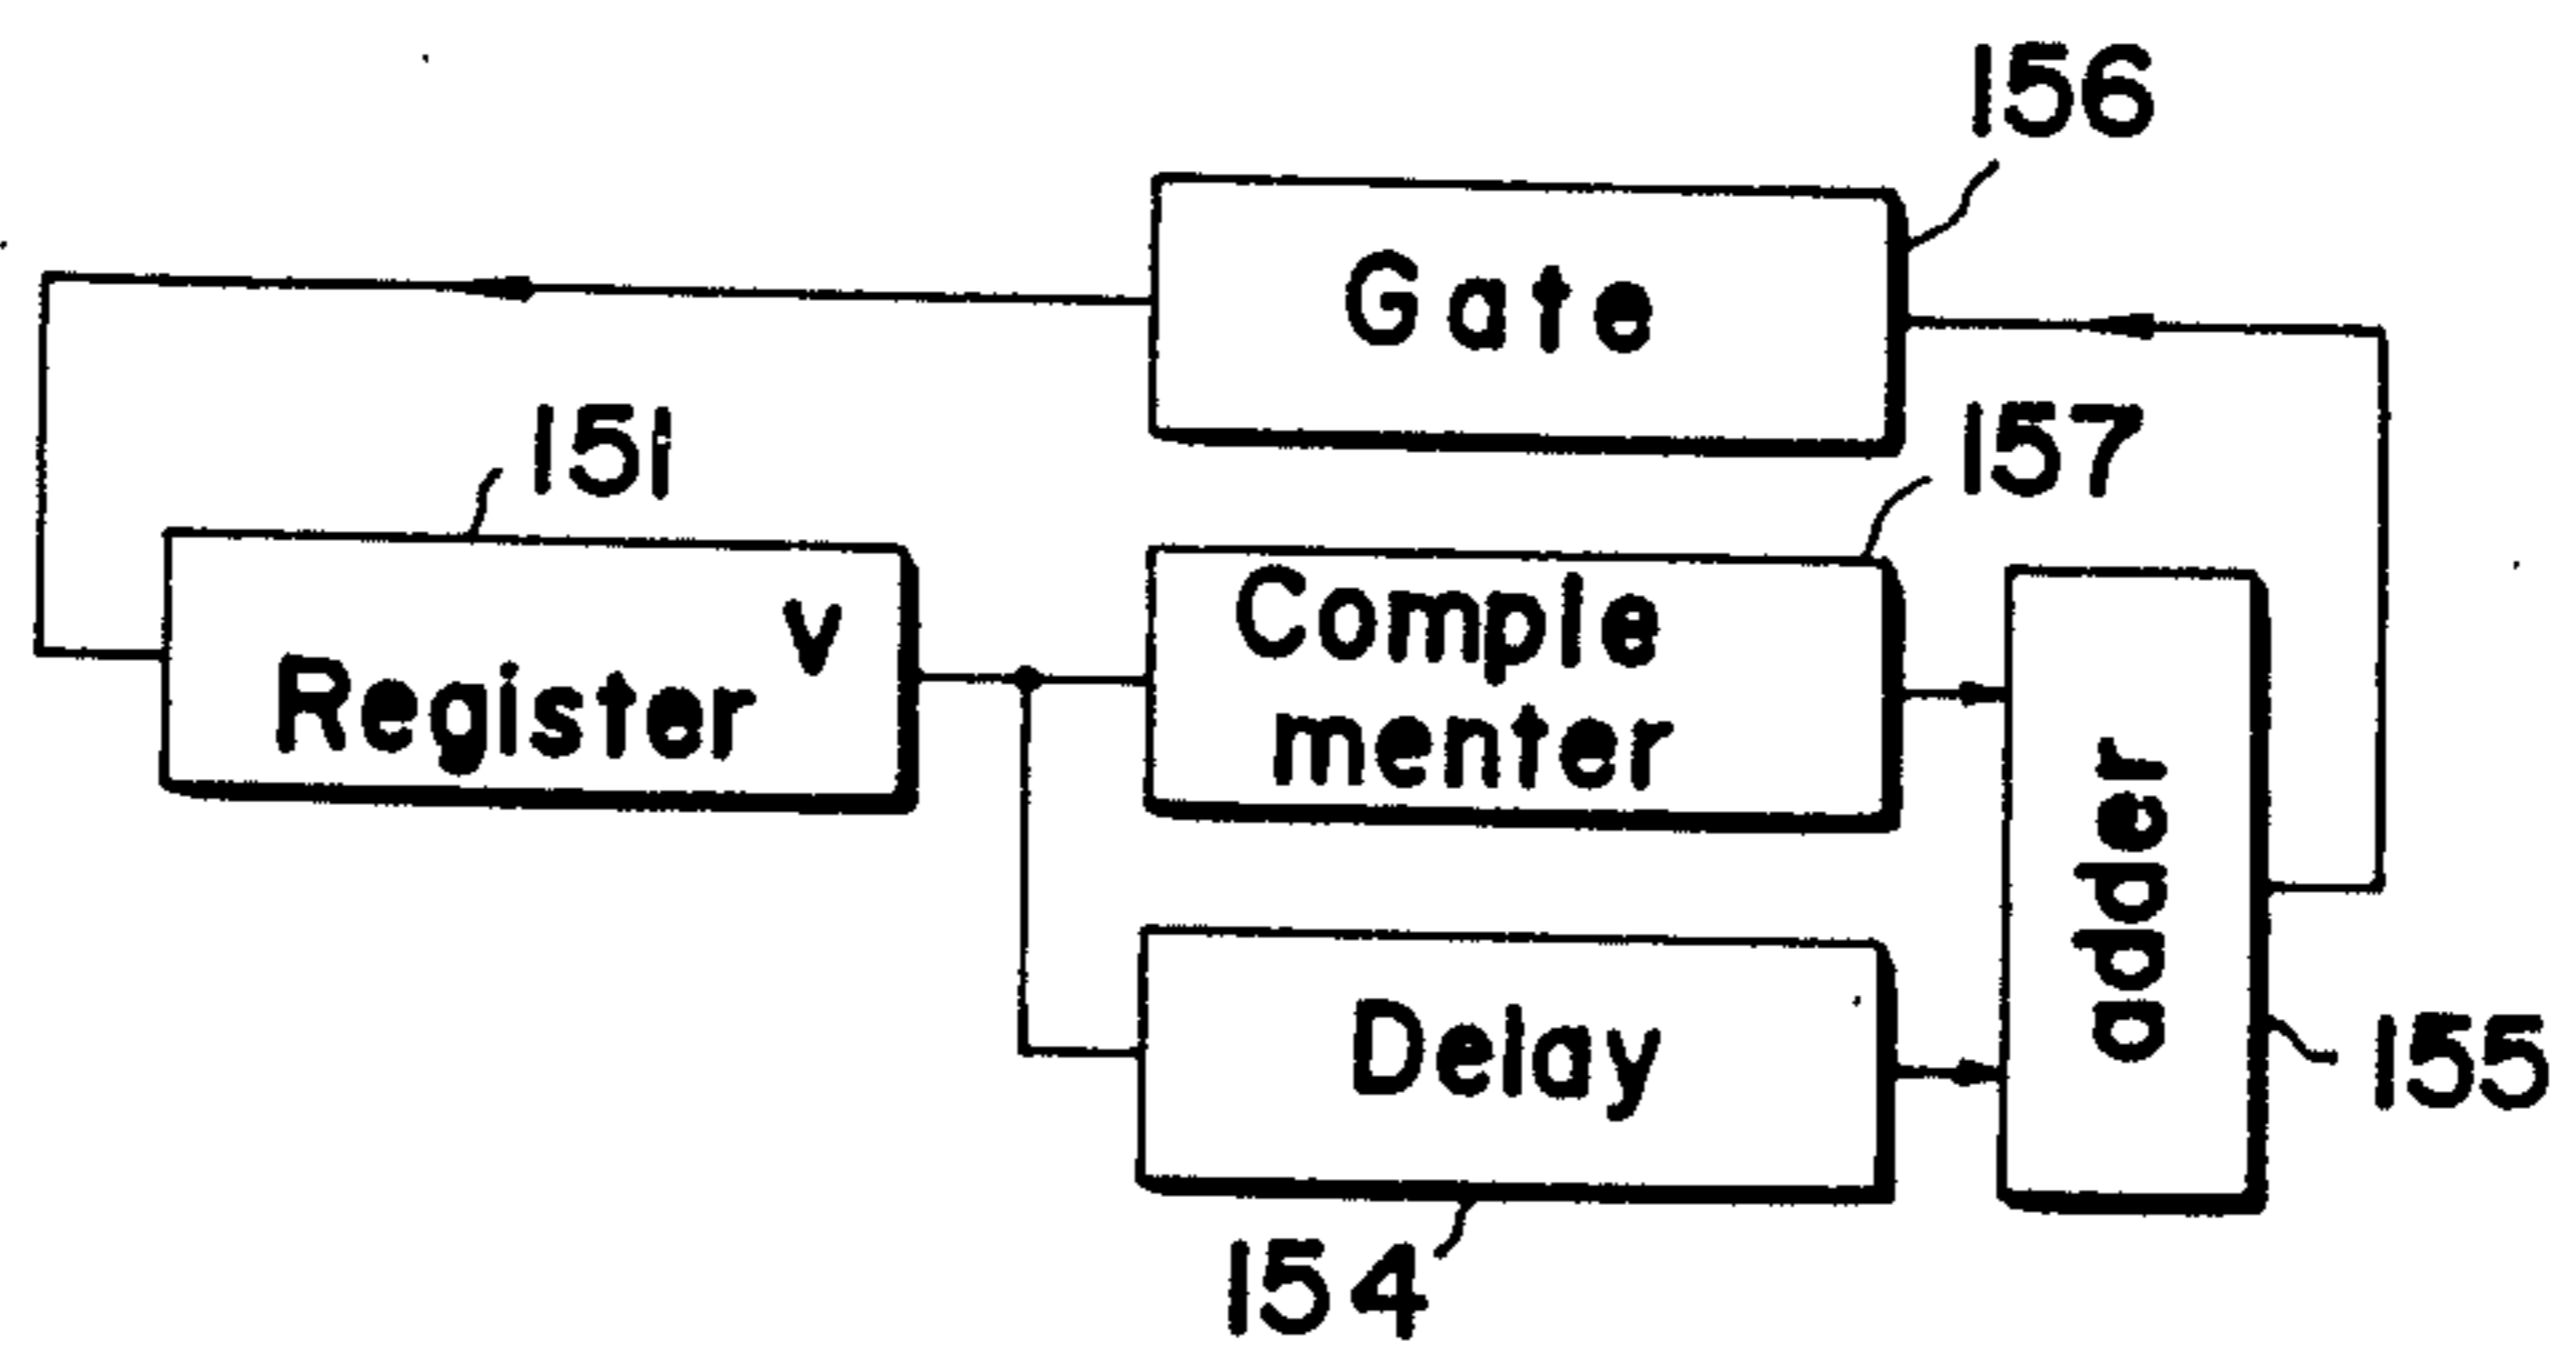 156
Gate
151
157
V
Register
Comple
menter
adder
Delay
155
154